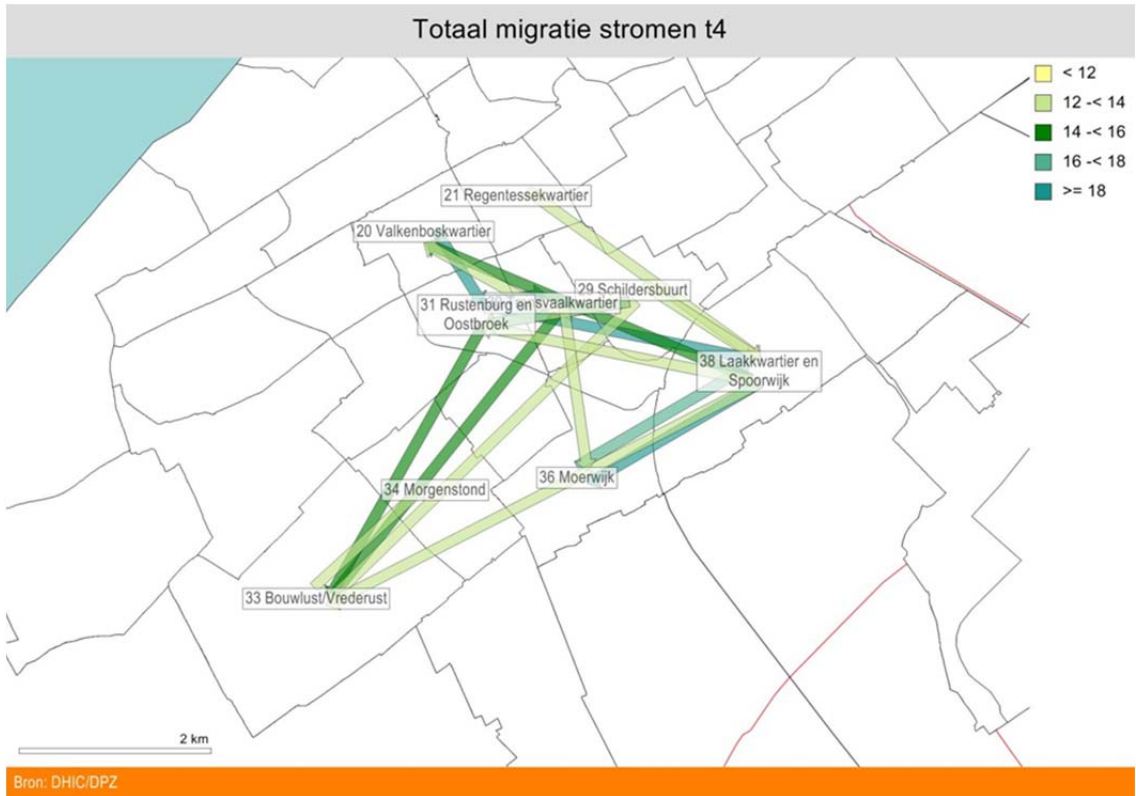 Totaal migratie stromen t4
< 12
12 -< 14
14 -< 16
16 -< 18
>= 18
21 Regentessekwartier
20 Valkenboskwartier
29 Schildersbuurt
svaalkwartier
31 Rustenburg en
Oostbroek
38 Laakkwartier en
Spoorwijk
36 Moerwijk
34 Morgenstond
33 Bouwlust/Vrederust
2 km
Bron: DHIC/DPZ